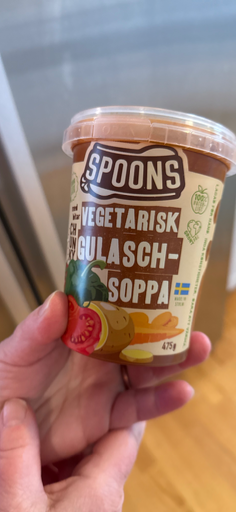 SPOONS
VEGETARISK
GULASCH-
SOPPA
475g